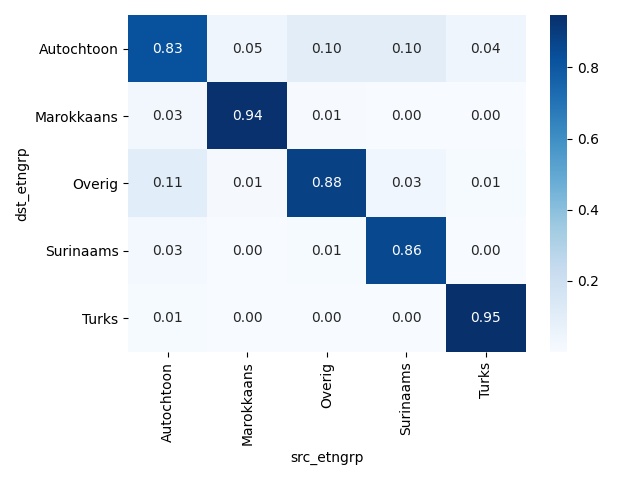 Autochtoon 0.83 0.05 0.10 0.10 0.04
Marokkaans 0.03 0.94 0.01 0.00 0.00
Overig 0.11 0.01 0.88 0.03 0.01
Surinaams 0.03 0.00 0.01 0.86 0.00
Turks 0.01 0.00 0.00 0.00 0.95
dst_etngrp
Autochtoon Marokkaans Overig Surinaams Turks
src_etngrp
0.8
0.6
0.4
0.2